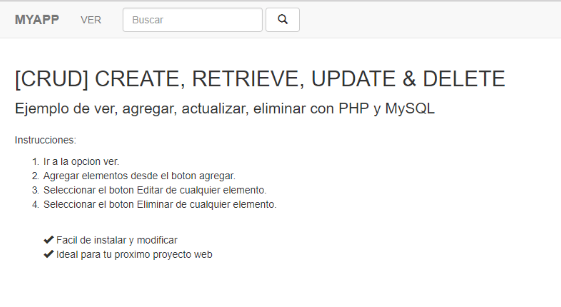 MYAPP VER Buscar
[CRUD] CREATE, RETRIEVE, UPDATE & DELETE
Ejemplo de ver, agregar, actualizar, eliminar con PHP y MySQL
Instrucciones:
1. Ir a la opcion ver.
2. Agregar elementos desde el boton agregar.
3. Seleccionar el boton Editar de cualquier elemento.
4. Seleccionar el boton Eliminar de cualquier elemento.
✔ Facil de instalar y modificar
✔ Ideal para tu proximo proyecto web